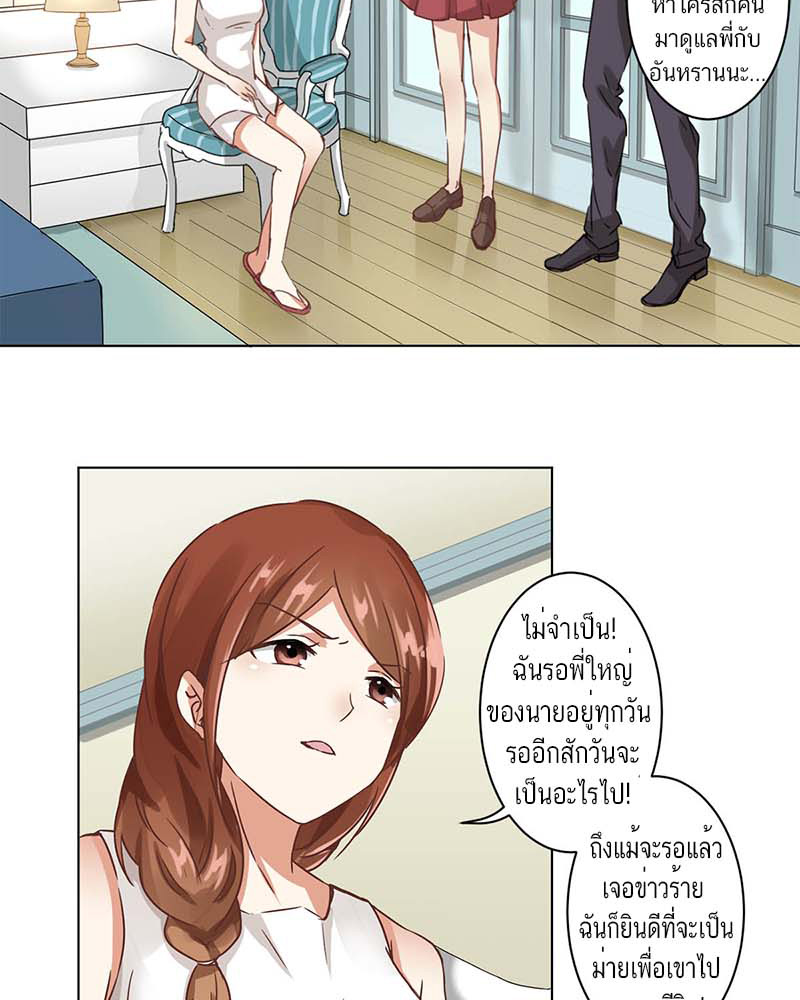 หาใครสักคน
มาดูแลพี่กับ
อันหรานนะ...
ไม่จำเป็น!
ฉันรอพี่ใหญ่
ของนายอยู่ทุกวัน
รออีกสักวันจะ
เป็นอะไรไป!
ถึงแม้จะรอแล้ว
เจอข่าวร้าย
ฉันก็ยินดีที่จะเป็น
ม่ายเพื่อเขาไป